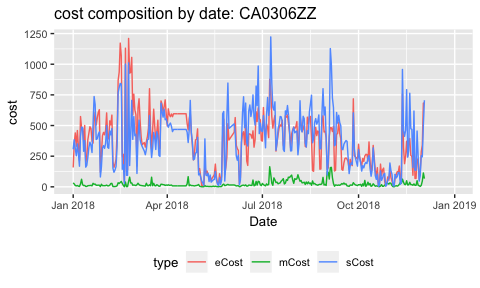 cost composition by date: CA0306ZZ
1250
1000
750
500
250
0
cost
Jan 2018
Apr 2018
Jul 2018
Oct 2018
Jan 2019
Date
type
eCost
mCost
sCost